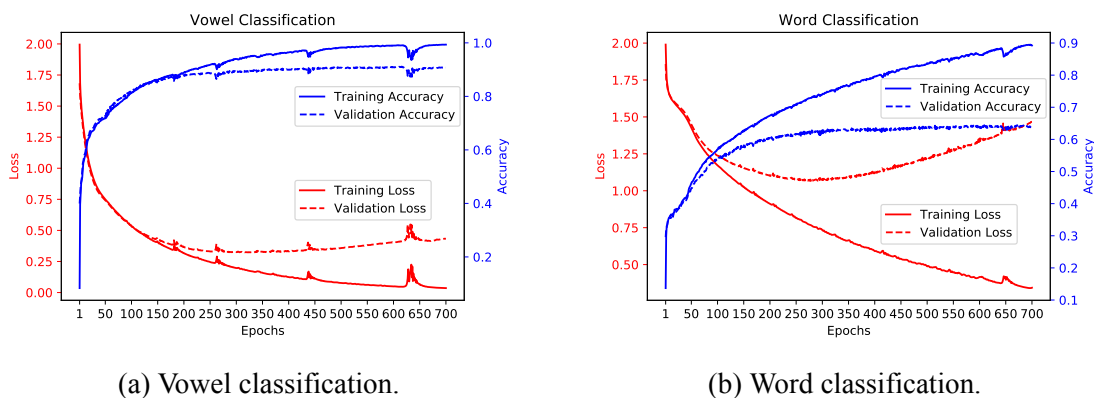 Vowel Classification
2.00
1.75
1.50
1.25
1.00
0.75
0.50
0.25
0.00
Loss
1.0
0.8
0.6
0.4
0.2
Accuracy
Training Accuracy
Validation Accuracy
Training Loss
Validation Loss
1 50 100 150 200 250 300 350 400 450 500 550 600 650 700
Epochs
(a) Vowel classification.
Word Classification
2.00
1.75
1.50
1.25
1.00
0.75
0.50
Loss
0.9
0.8
0.7
0.6
0.5
0.4
0.3
0.2
0.1
Accuracy
Training Accuracy
Validation Accuracy
Training Loss
Validation Loss
1 50 100 150 200 250 300 350 400 450 500 550 600 650 700
Epochs
(b) Word classification.